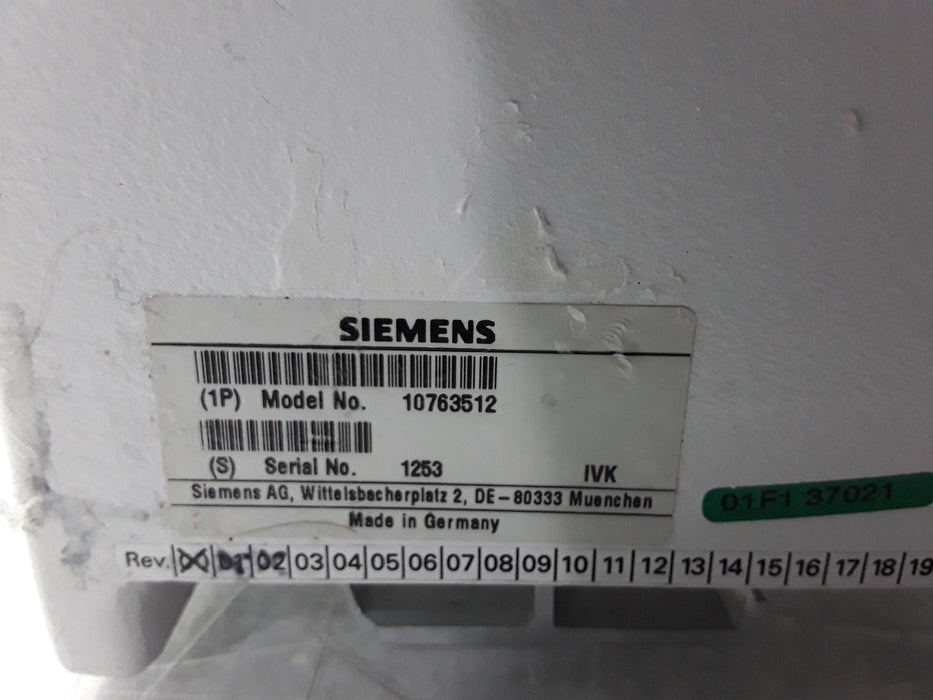 SIEMENS
(1P) Model No. 10763512
(S) Serial No. 1253 IVK
Siemens AG, Wittelsbacherplatz 2, DE-80333 Muenchen
Made in Germany
01F1 37021
Rev. 02 03 04 05 06 07 08 09 10 11 12 13 14 15 16 17 18 19